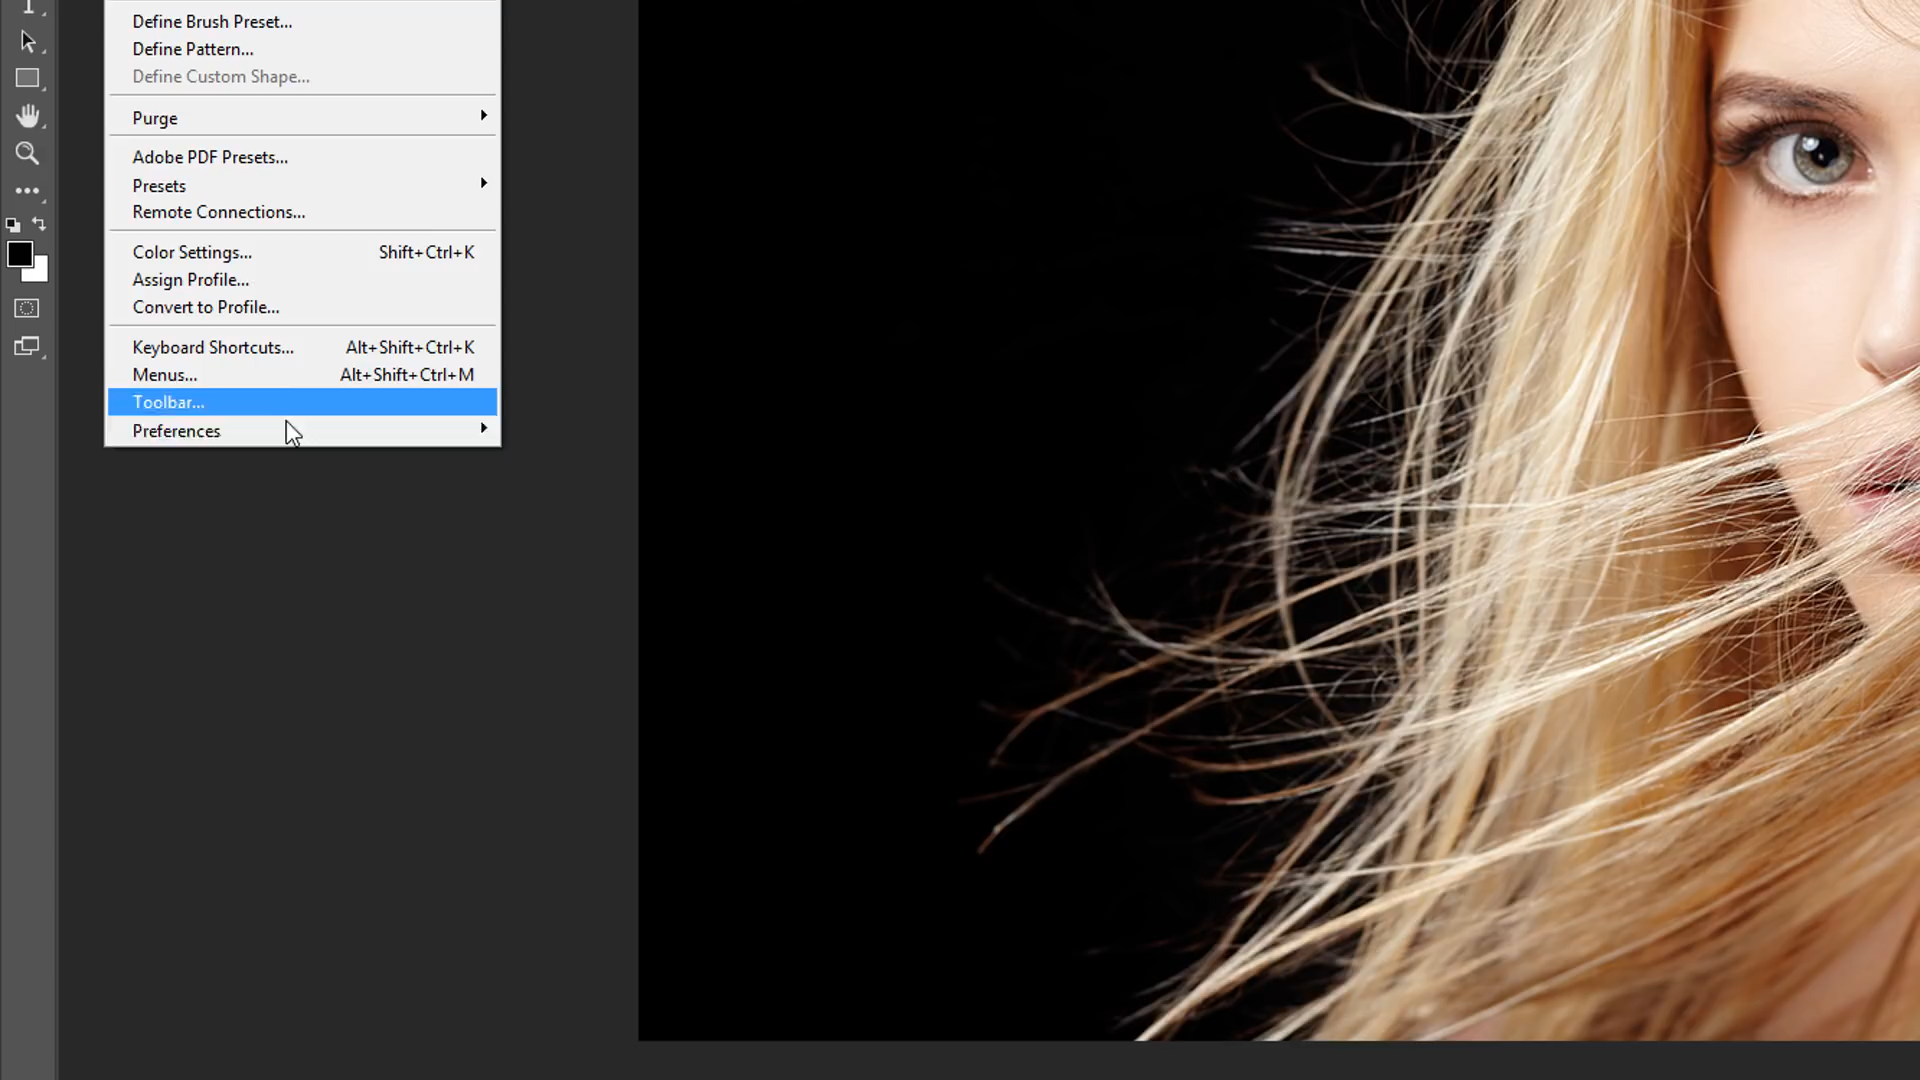 Define Brush Preset...
Define Pattern...
Define Custom Shape...
Purge
Adobe PDF Presets...
Presets
Remote Connections...
Color Settings... Shift+Ctrl+K
Assign Profile...
Convert to Profile...
Keyboard Shortcuts... Alt+Shift+Ctrl+K
Menus... Alt+Shift+Ctrl+M
Toolbar...
Preferences